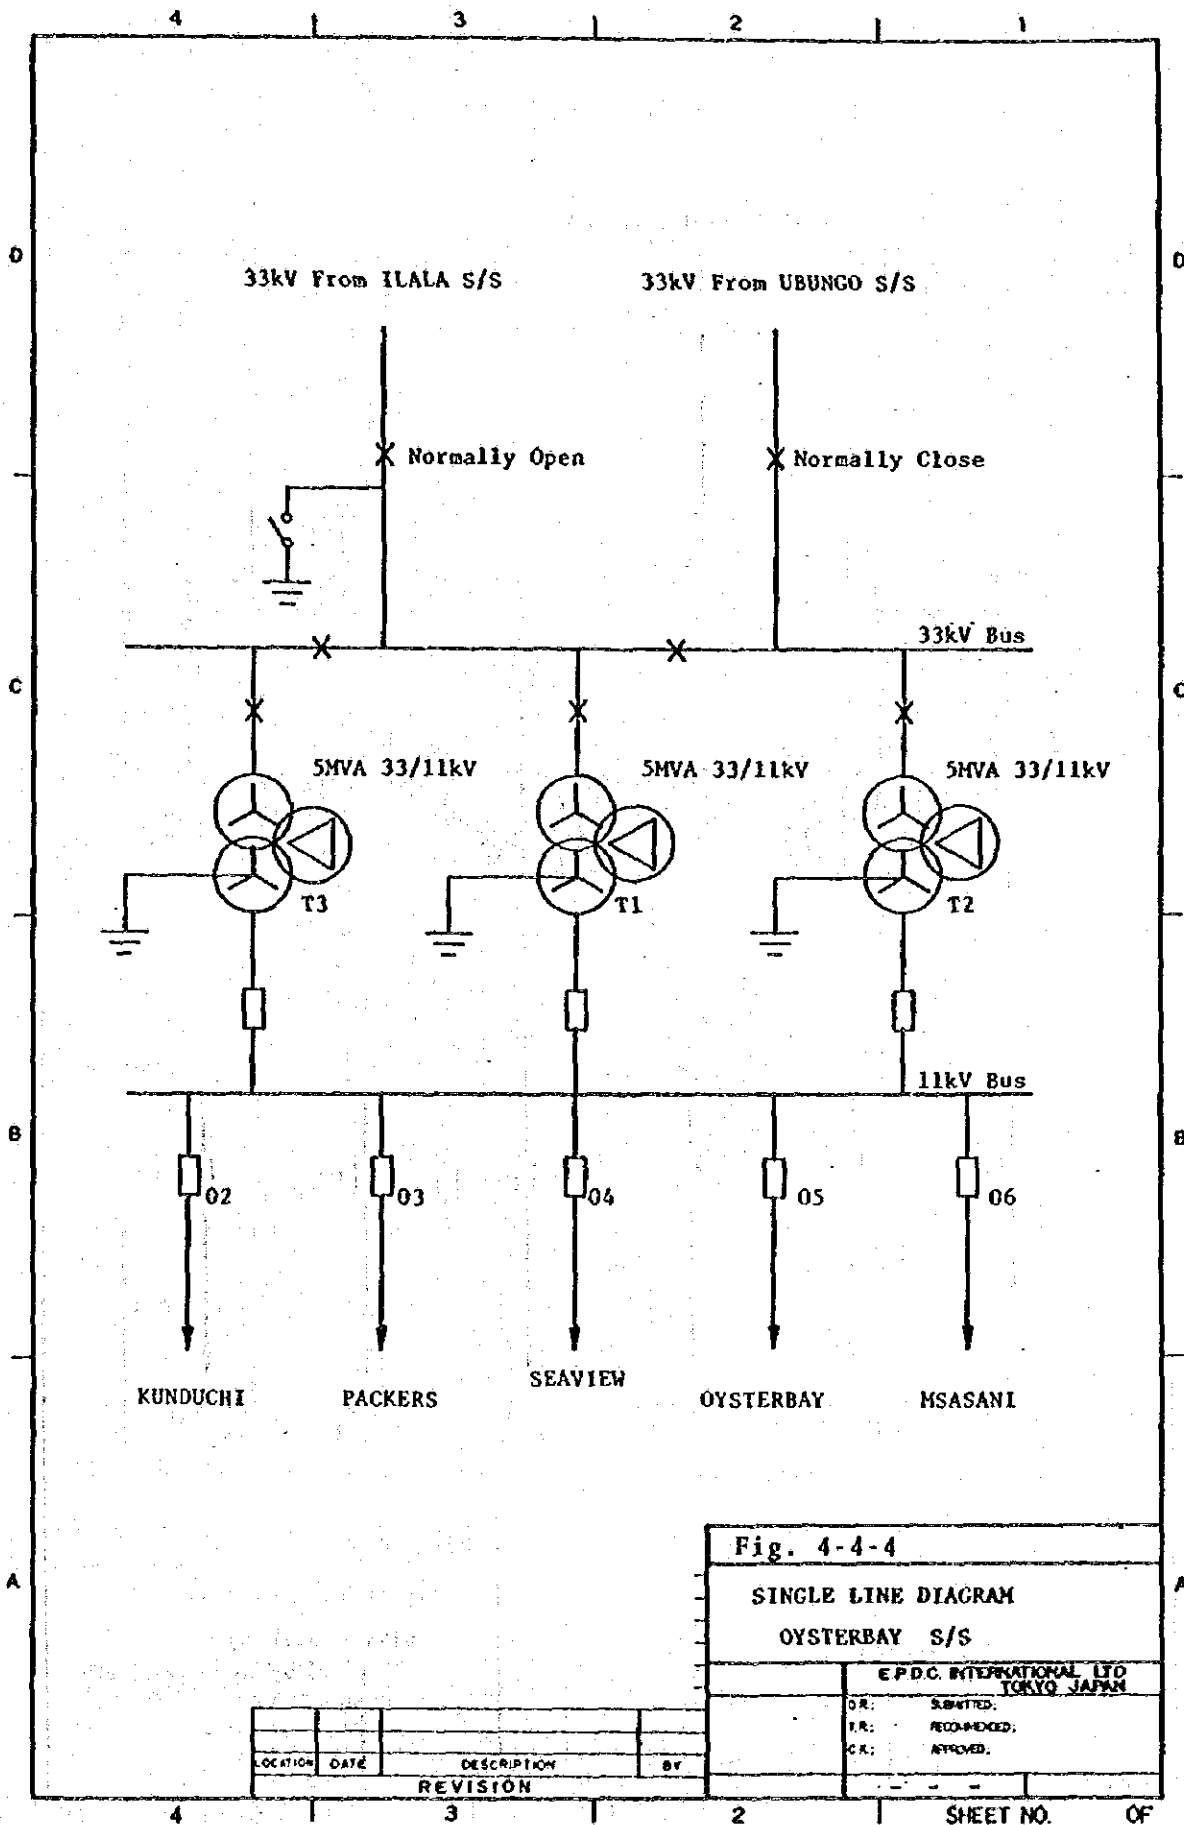 4 3 2 1
D D
33kV From ILALA S/S 33kV From UBUNGO S/S
Normally Open Normally Close
33kV Bus
C C
5MVA 33/11kV 5MVA 33/11kV 5MVA 33/11kV
T3 T1 T2
11kV Bus
B B
02 03 04 05 06
SEAVIEW
KUNDUCHI PACKERS OYSTERBAY MSASANI
Fig. 4-4-4
A A
SINGLE LINE DIAGRAM
OYSTERBAY S/S
E.P.D.C. INTERNATIONAL LTD
TOKYO JAPAN
D.R.; SUBMITTED;
T.R.; RECOMMENDED;
C.K.; APPROVED;
LOCATION DATE DESCRIPTION BY
REVISION
4 3 2 SHEET NO. OF